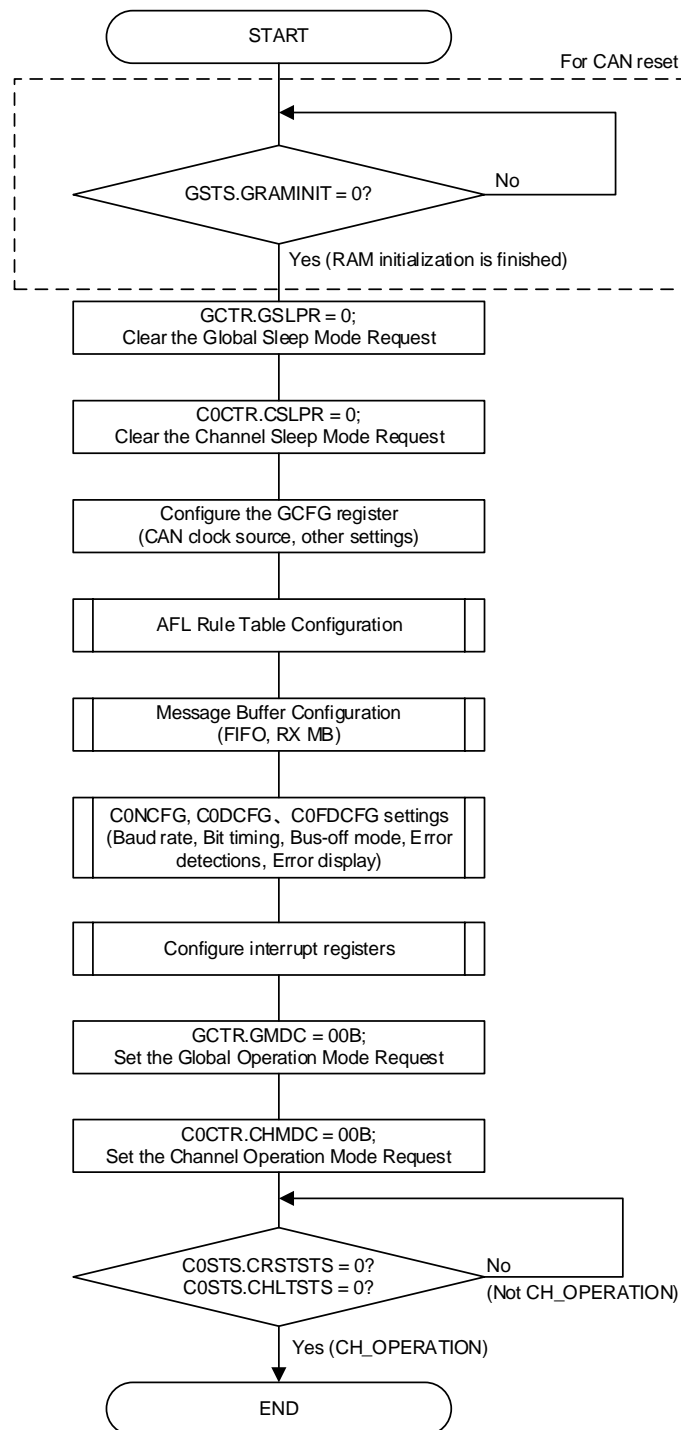 START
For CAN reset
GSTS.GRAMINIT = 0?
No
Yes (RAM initialization is finished)
GCTR.GSLPR = 0;
Clear the Global Sleep Mode Request
C0CTR.CSLPR = 0;
Clear the Channel Sleep Mode Request
Configure the GCFG register
(CAN clock source, other settings)
AFL Rule Table Configuration
Message Buffer Configuration
(FIFO, RX MB)
C0NCFG, C0DCFG、C0FDCFG settings
(Baud rate, Bit timing, Bus-off mode, Error
detections, Error display)
Configure interrupt registers
GCTR.GMDC = 00B;
Set the Global Operation Mode Request
C0CTR.CHMDC = 00B;
Set the Channel Operation Mode Request
C0STS.CRSTSTS = 0?
C0STS.CHLTSTS = 0?
No
(Not CH_OPERATION)
Yes (CH_OPERATION)
END